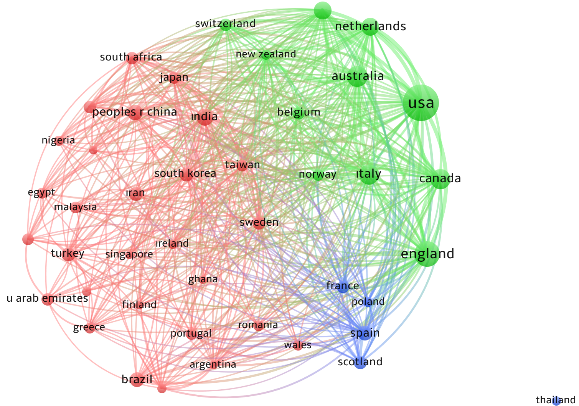 switzerland
netherlands
new zealand
south africa
japan
australia
peoples r china
india
belgium
usa
nigeria
taiwan
south korea
norway
italy
canada
egypt
iran
malaysia
sweden
ireland
turkey
singapore
england
ghana
france
u arab emirates
poland
finland
greece
portugal
romania
spain
wales
argentina
scotland
brazil
thailand